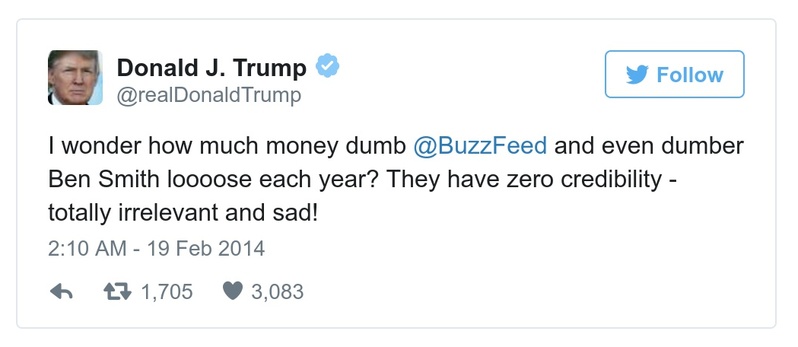 Donald J. Trump
@realDonaldTrump
Follow
I wonder how much money dumb @BuzzFeed and even dumber
Ben Smith loooose each year? They have zero credibility -
totally irrelevant and sad!
2:10 AM - 19 Feb 2014
1,705 3,083